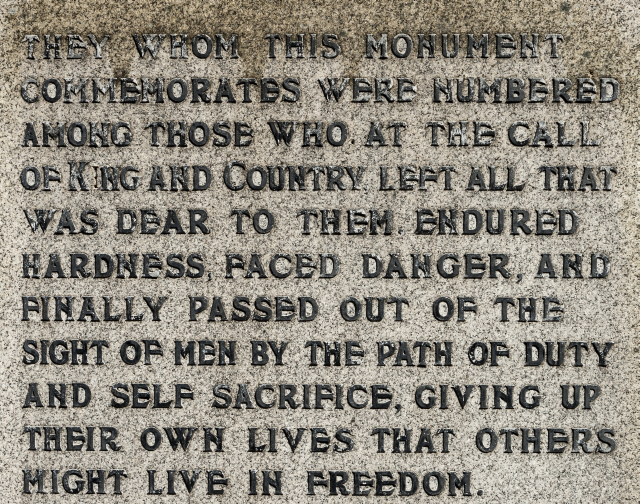 THEY WHOM THIS MONUMENT
COMMEMORATES WERE NUMBERED
AMONG THOSE WHO, AT THE CALL
OF KING AND COUNTRY, LEFT ALL THAT
WAS DEAR TO THEM, ENDURED
HARDNESS, FACED DANGER, AND
FINALLY PASSED OUT OF THE
SIGHT OF MEN BY THE PATH OF DUTY
AND SELF SACRIFICE, GIVING UP
THEIR OWN LIVES THAT OTHERS
MIGHT LIVE IN FREEDOM.